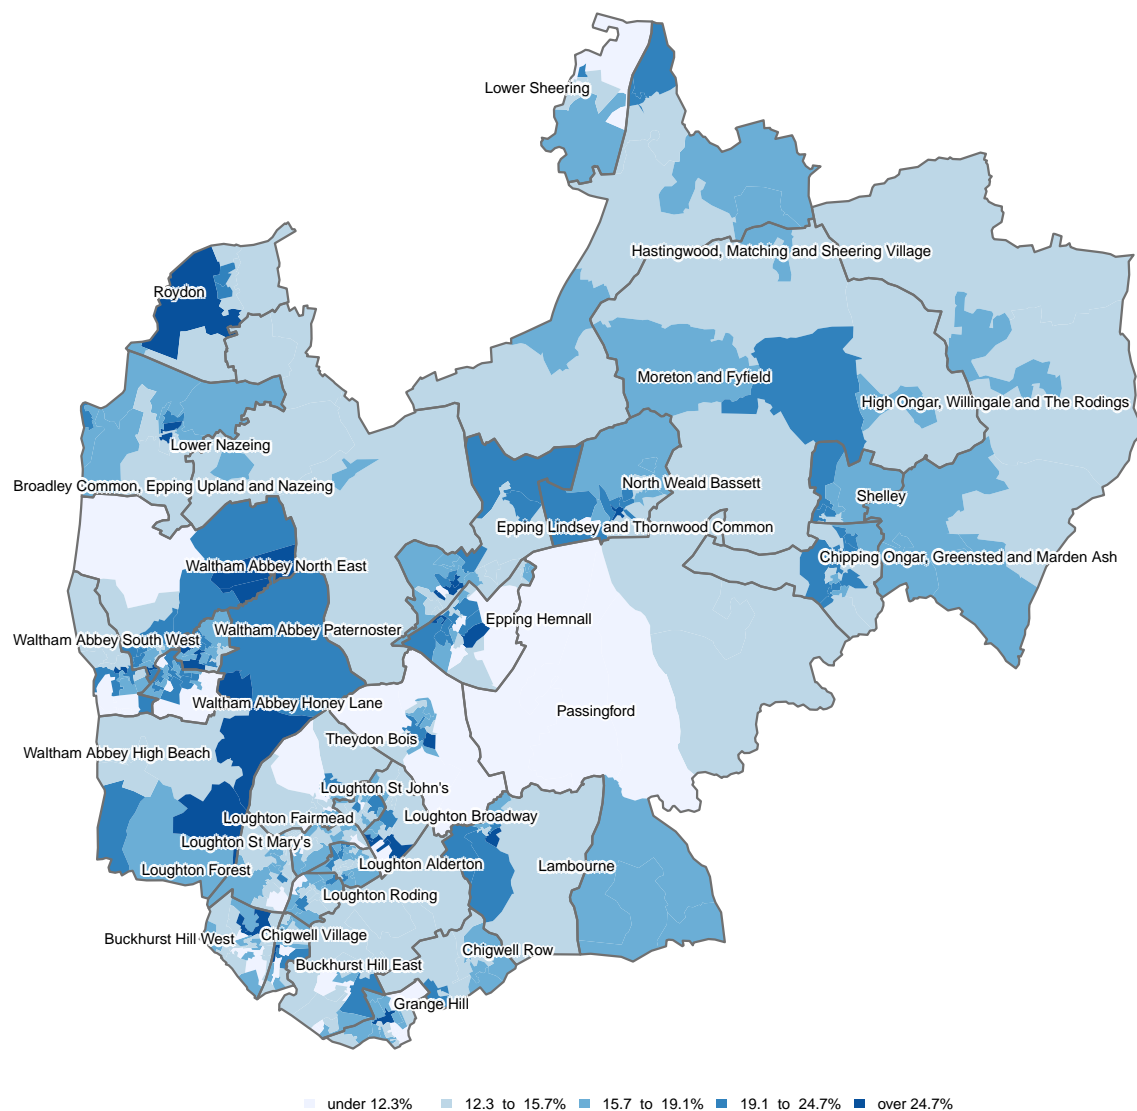 Lower Sheering
Hastingwood, Matching and Sheering Village
Roydon
Moreton and Fyfield
High Ongar, Willingale and The Rodings
Lower Nazeing
Broadley Common, Epping Upland and Nazeing
North Weald Bassett
Shelley
Epping Lindsey and Thornwood Common
Chipping Ongar, Greensted and Marden Ash
Waltham Abbey North East
Epping Hemnall
Waltham Abbey Paternoster
Waltham Abbey South West
Waltham Abbey Honey Lane
Passingford
Theydon Bois
Waltham Abbey High Beach
Loughton St John's
Loughton Fairmead
Loughton Broadway
Loughton St Mary's
Loughton Alderton
Lambourne
Loughton Forest
Loughton Roding
Chigwell Village
Buckhurst Hill West
Chigwell Row
Buckhurst Hill East
Grange Hill
under 12.3% 12.3 to 15.7% 15.7 to 19.1% 19.1 to 24.7% over 24.7%